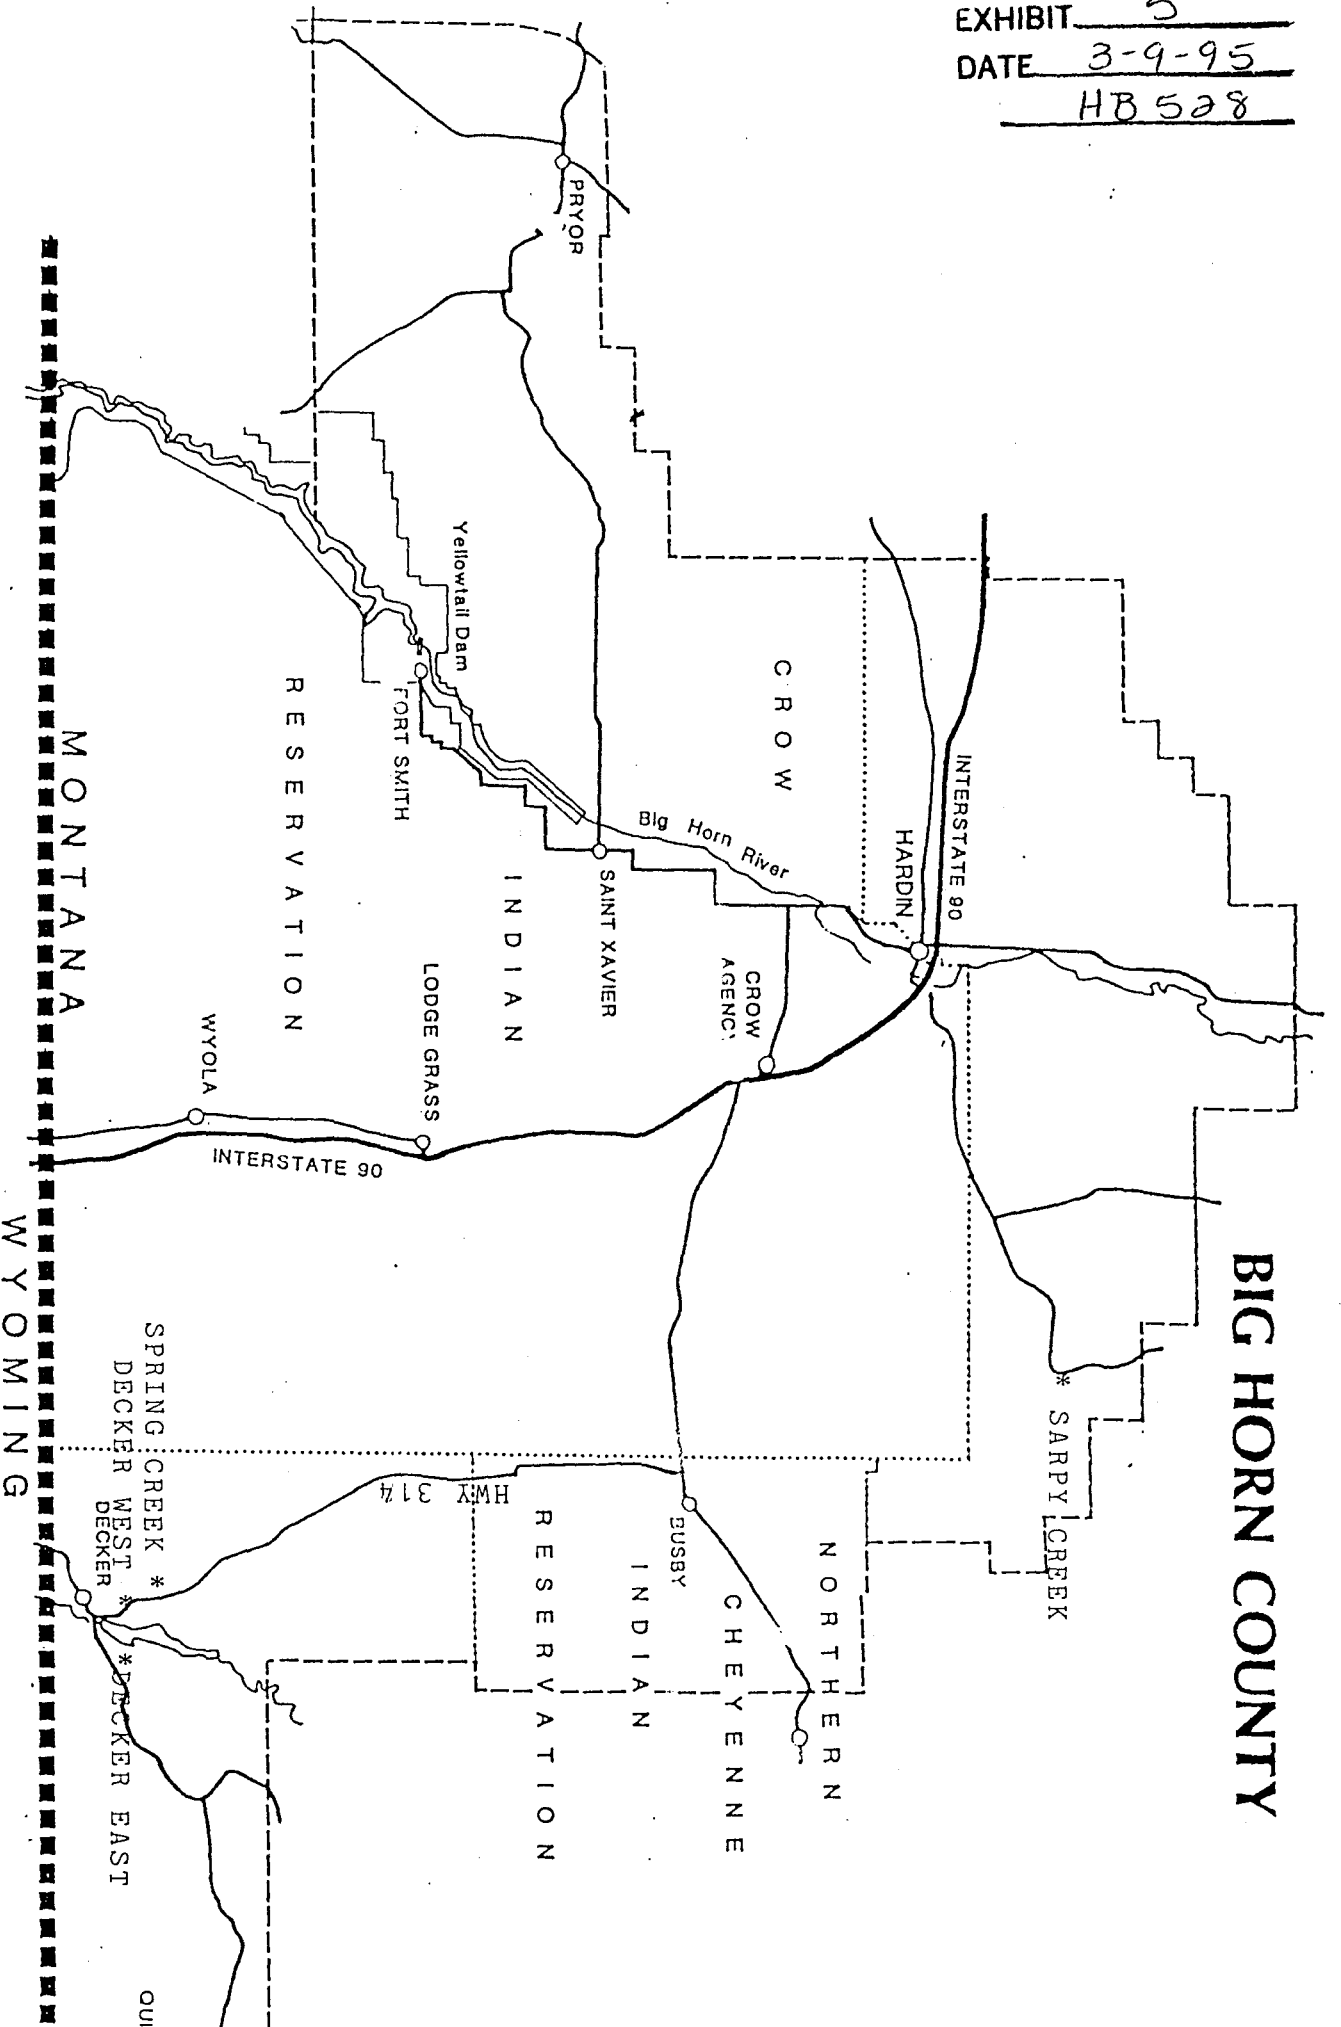 EXHIBIT 5
DATE 3-9-95
HB 528
BIG HORN COUNTY
PRYOR
INTERSTATE 90
HARDIN
CROW
Yellowtail Dam
FORT SMITH
Big Horn River
SAINT XAVIER
CROW
AGENCY
INDIAN
RESERVATION
LODGE GRASS
WYOLA
INTERSTATE 90
MONTANA
WYOMING
* SARPY CREEK
NORTHERN
CHEYENNE
INDIAN
RESERVATION
BUSBY
HWY 314
SPRING CREEK *
DECKER WEST *
DECKER
*DECKER EAST